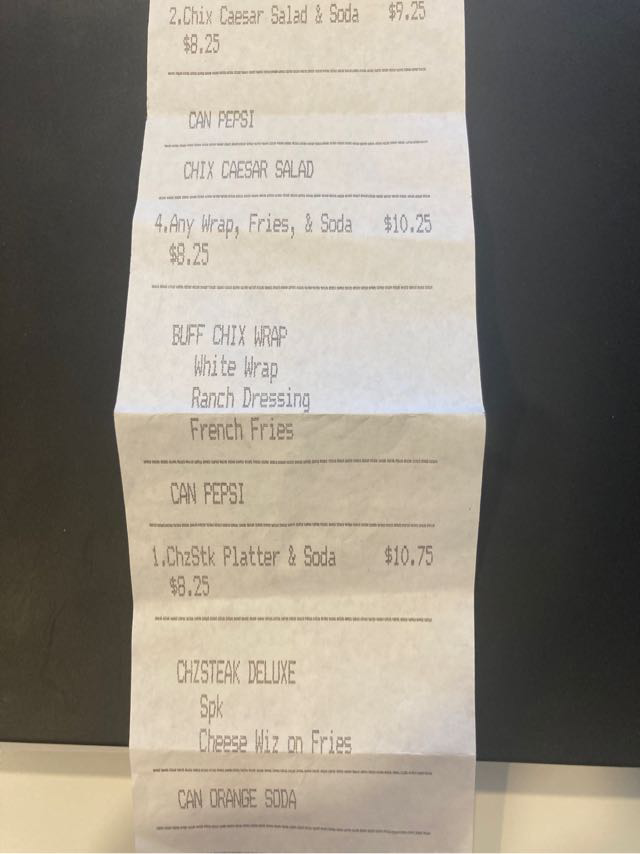 2.Chix Caesar Salad & Soda $9.25
$8.25
CAN PEPSI
CHIX CAESAR SALAD
4.Any Wrap, Fries, & Soda $10.25
$8.25
BUFF CHIX WRAP
White Wrap
Ranch Dressing
French Fries
CAN PEPSI
1.ChzStk Platter & Soda $10.75
$8.25
CHZSTEAK DELUXE
Spk
Cheese Wiz on Fries
CAN ORANGE SODA